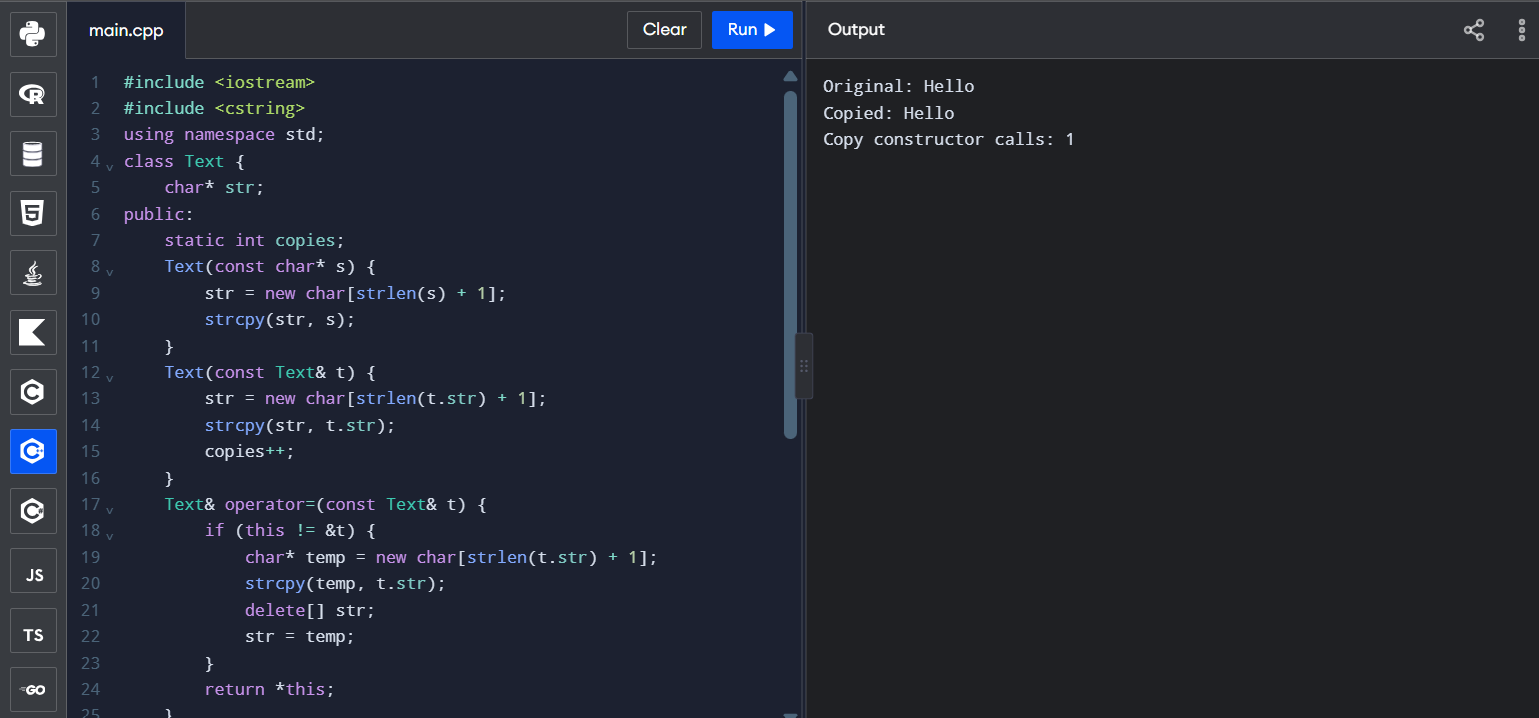 main.cpp
Clear
Run
Output
1 #include <iostream>
2 #include <cstring>
3 using namespace std;
4 class Text {
5     char* str;
6 public:
7     static int copies;
8     Text(const char* s) {
9         str = new char[strlen(s) + 1];
10         strcpy(str, s);
11     }
12     Text(const Text& t) {
13         str = new char[strlen(t.str) + 1];
14         strcpy(str, t.str);
15         copies++;
16     }
17     Text& operator=(const Text& t) {
18         if (this != &t) {
19             char* temp = new char[strlen(t.str) + 1];
20             strcpy(temp, t.str);
21             delete[] str;
22             str = temp;
23         }
24         return *this;
25     }
Original: Hello
Copied: Hello
Copy constructor calls: 1
R
5
C
C
C
JS
TS
GO